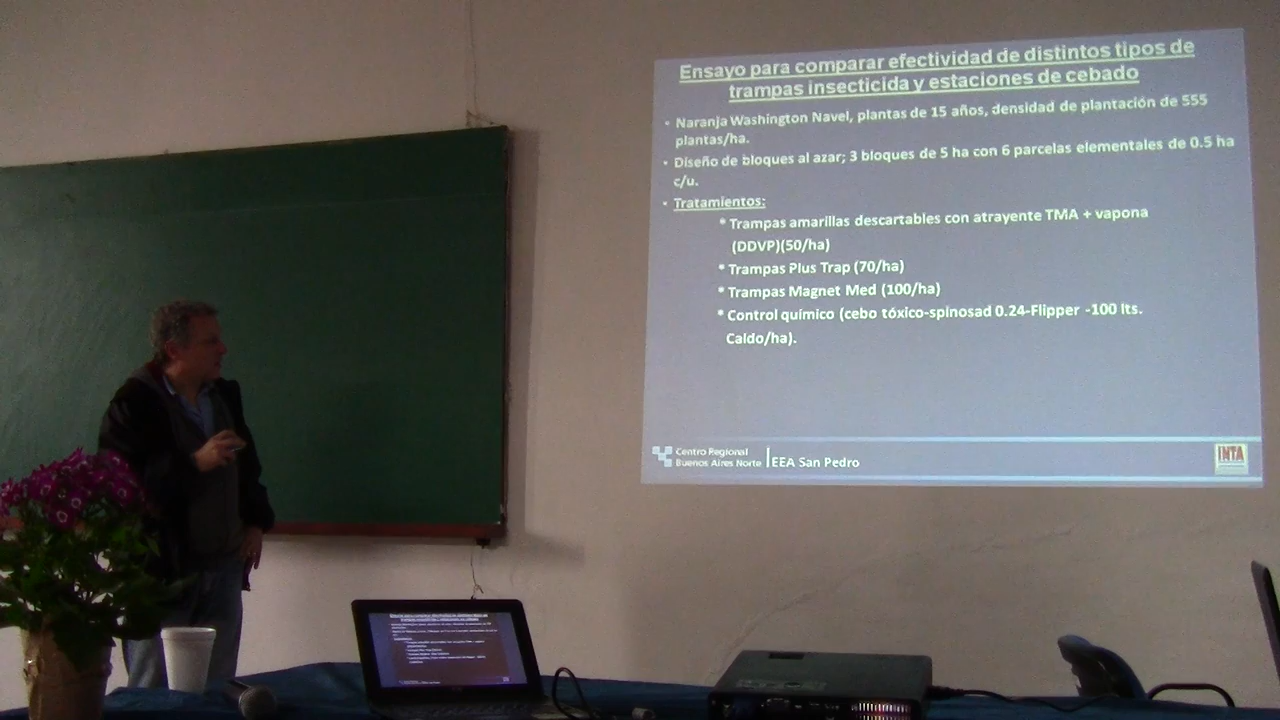 Ensayo para comparar efectividad de distintos tipos de
trampas insecticida y estaciones de cebado
• Naranja Washington Navel, plantas de 15 años, densidad de plantación de 555
plantas/ha.
• Diseño de bloques al azar; 3 bloques de 5 ha con 6 parcelas elementales de 0.5 ha
c/u.
• Tratamientos:
* Trampas amarillas descartables con atrayente TMA + vapona
(DDVP)(50/ha)
* Trampas Plus Trap (70/ha)
* Trampas Magnet Med (100/ha)
* Control químico (cebo tóxico-spinosad 0.24-Flipper -100 lts.
Caldo/ha).
Centro Regional
Buenos Aires Norte
EEA San Pedro
INTA